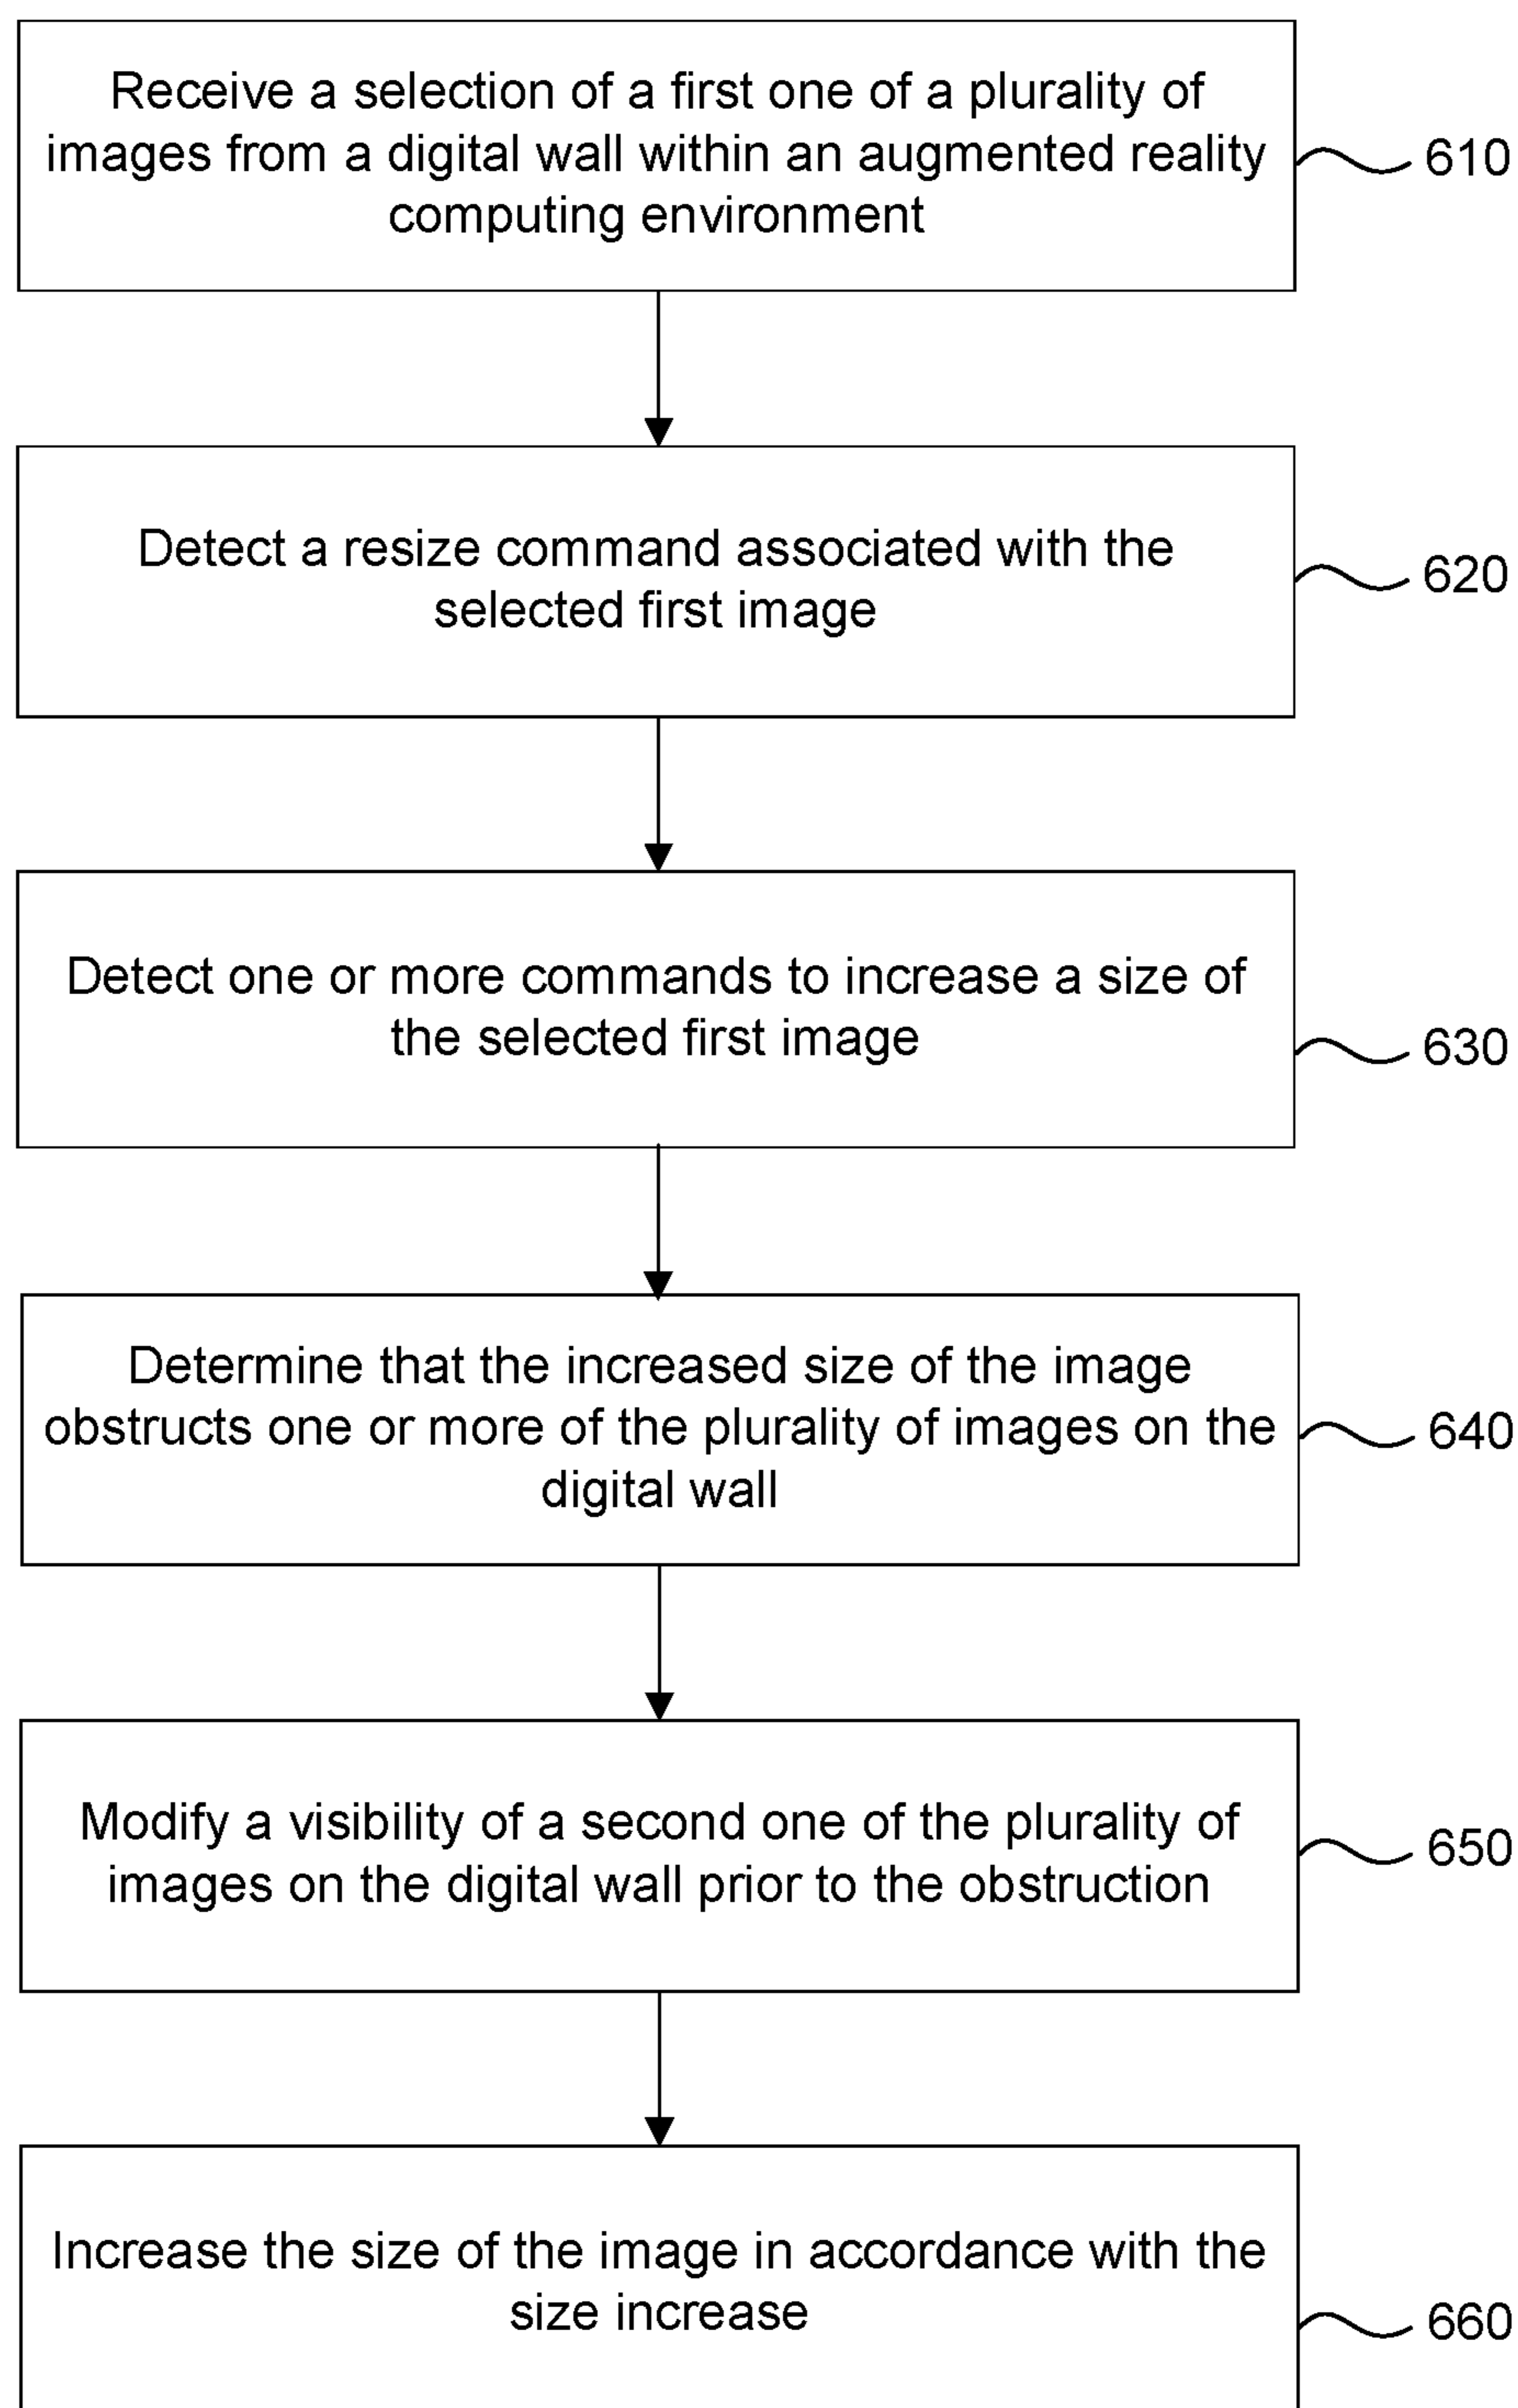 Receive a selection of a first one of a plurality of
images from a digital wall within an augmented reality
computing environment
610
Detect a resize command associated with the
selected first image
620
Detect one or more commands to increase a size of
the selected first image
630
Determine that the increased size of the image
obstructs one or more of the plurality of images on the
digital wall
640
Modify a visibility of a second one of the plurality of
images on the digital wall prior to the obstruction
650
Increase the size of the image in accordance with the
size increase
660